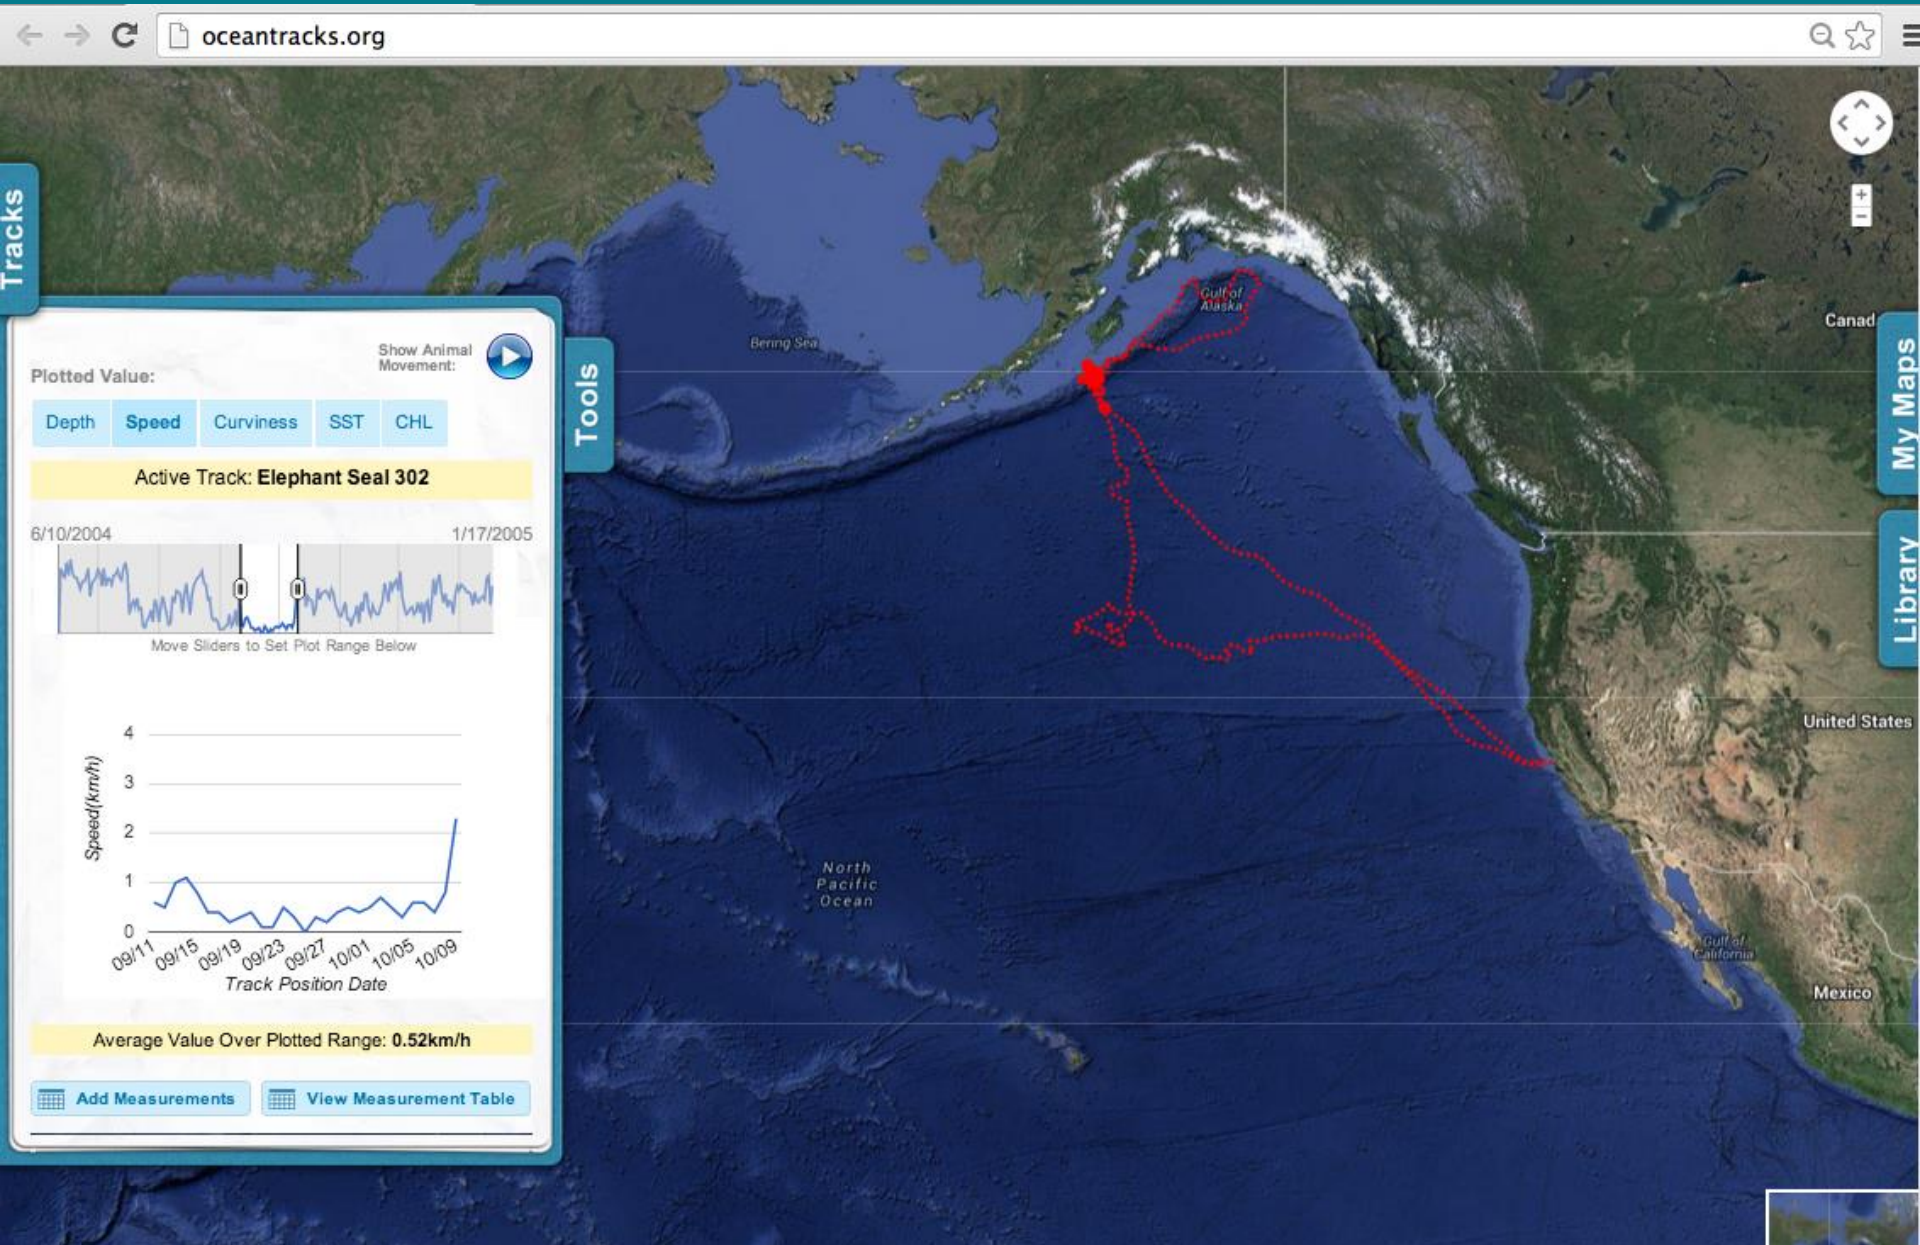 oceantracks.org
Tracks
Show Animal
Movement:
Plotted Value:
Depth Speed Curviness SST CHL
Active Track: Elephant Seal 302
6/10/2004 1/17/2005
Move Sliders to Set Plot Range Below
4
3
2
1
0
Speed(km/h)
09/11 09/15 09/19 09/23 09/27 10/01 10/05 10/09
Track Position Date
Average Value Over Plotted Range: 0.52km/h
Add Measurements View Measurement Table
Tools
Bering Sea
Gulf of
Alaska
North
Pacific
Ocean
Canad
United States
Gulf of
California
Mexico
My Maps
Library